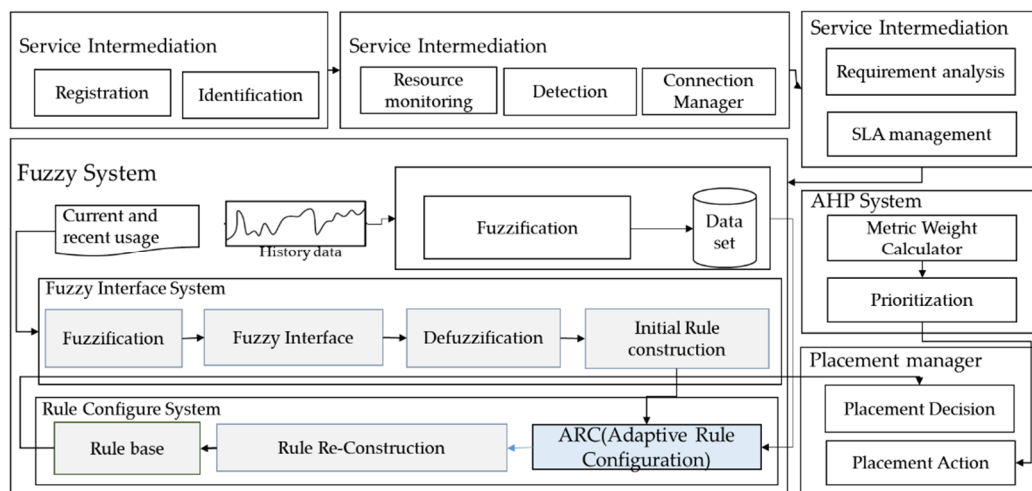 Service Intermediation
Registration
Identification
Service Intermediation
Resource
monitoring
Detection
Connection
Manager
Service Intermediation
Requirement analysis
SLA management
Fuzzy System
Current and
recent usage
History data
Fuzzification
Data
set
AHP System
Metric Weight
Calculator
Prioritization
Fuzzy Interface System
Fuzzification
Fuzzy Interface
Defuzzification
Initial Rule
construction
Placement manager
Placement Decision
Placement Action
Rule Configure System
Rule base
Rule Re-Construction
ARC(Adaptive Rule
Configuration)